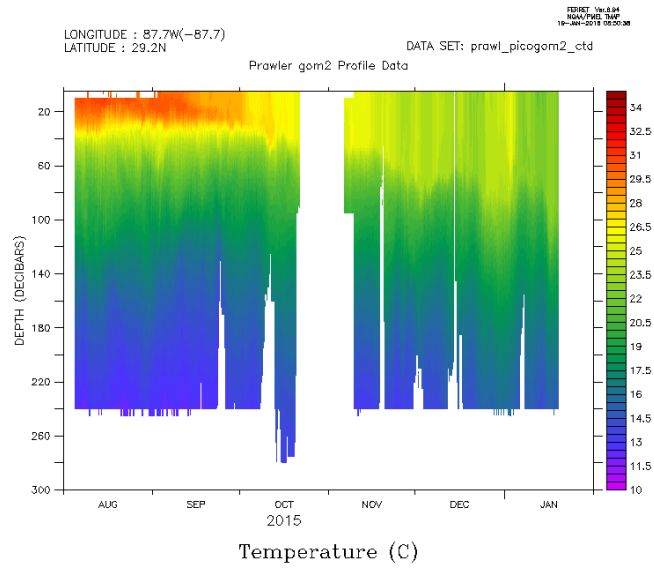 FERRET Ver.6.94
NOAA/PMEL TMAP
19-JAN-2016 08:50:38
LONGITUDE : 87.7W(-87.7)
LATITUDE : 29.2N
DATA SET: prawl_picogom2_ctd
Prawler gom2 Profile Data
20
60
100
140
180
220
260
300
DEPTH (DECIBARS)
34
32.5
31
29.5
28
26.5
25
23.5
22
20.5
19
17.5
16
14.5
13
11.5
10
AUG SEP OCT NOV DEC JAN
2015
Temperature (C)